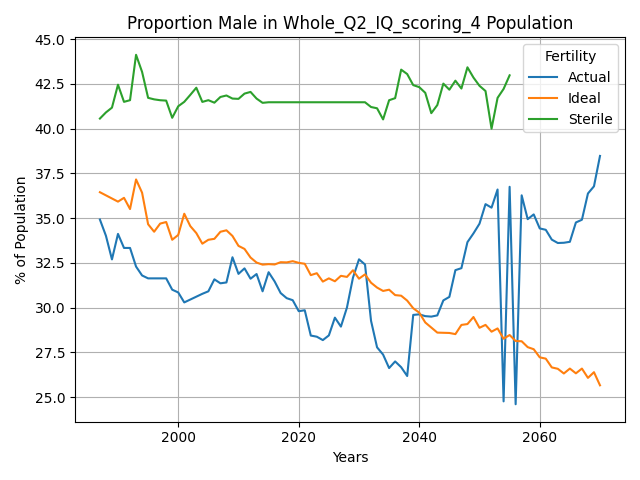 Proportion Male in Whole_Q2_IQ_scoring_4 Population
% of Population
45.0
42.5
40.0
37.5
35.0
32.5
30.0
27.5
25.0
Fertility
Actual
Ideal
Sterile
2000
2020
2040
2060
Years